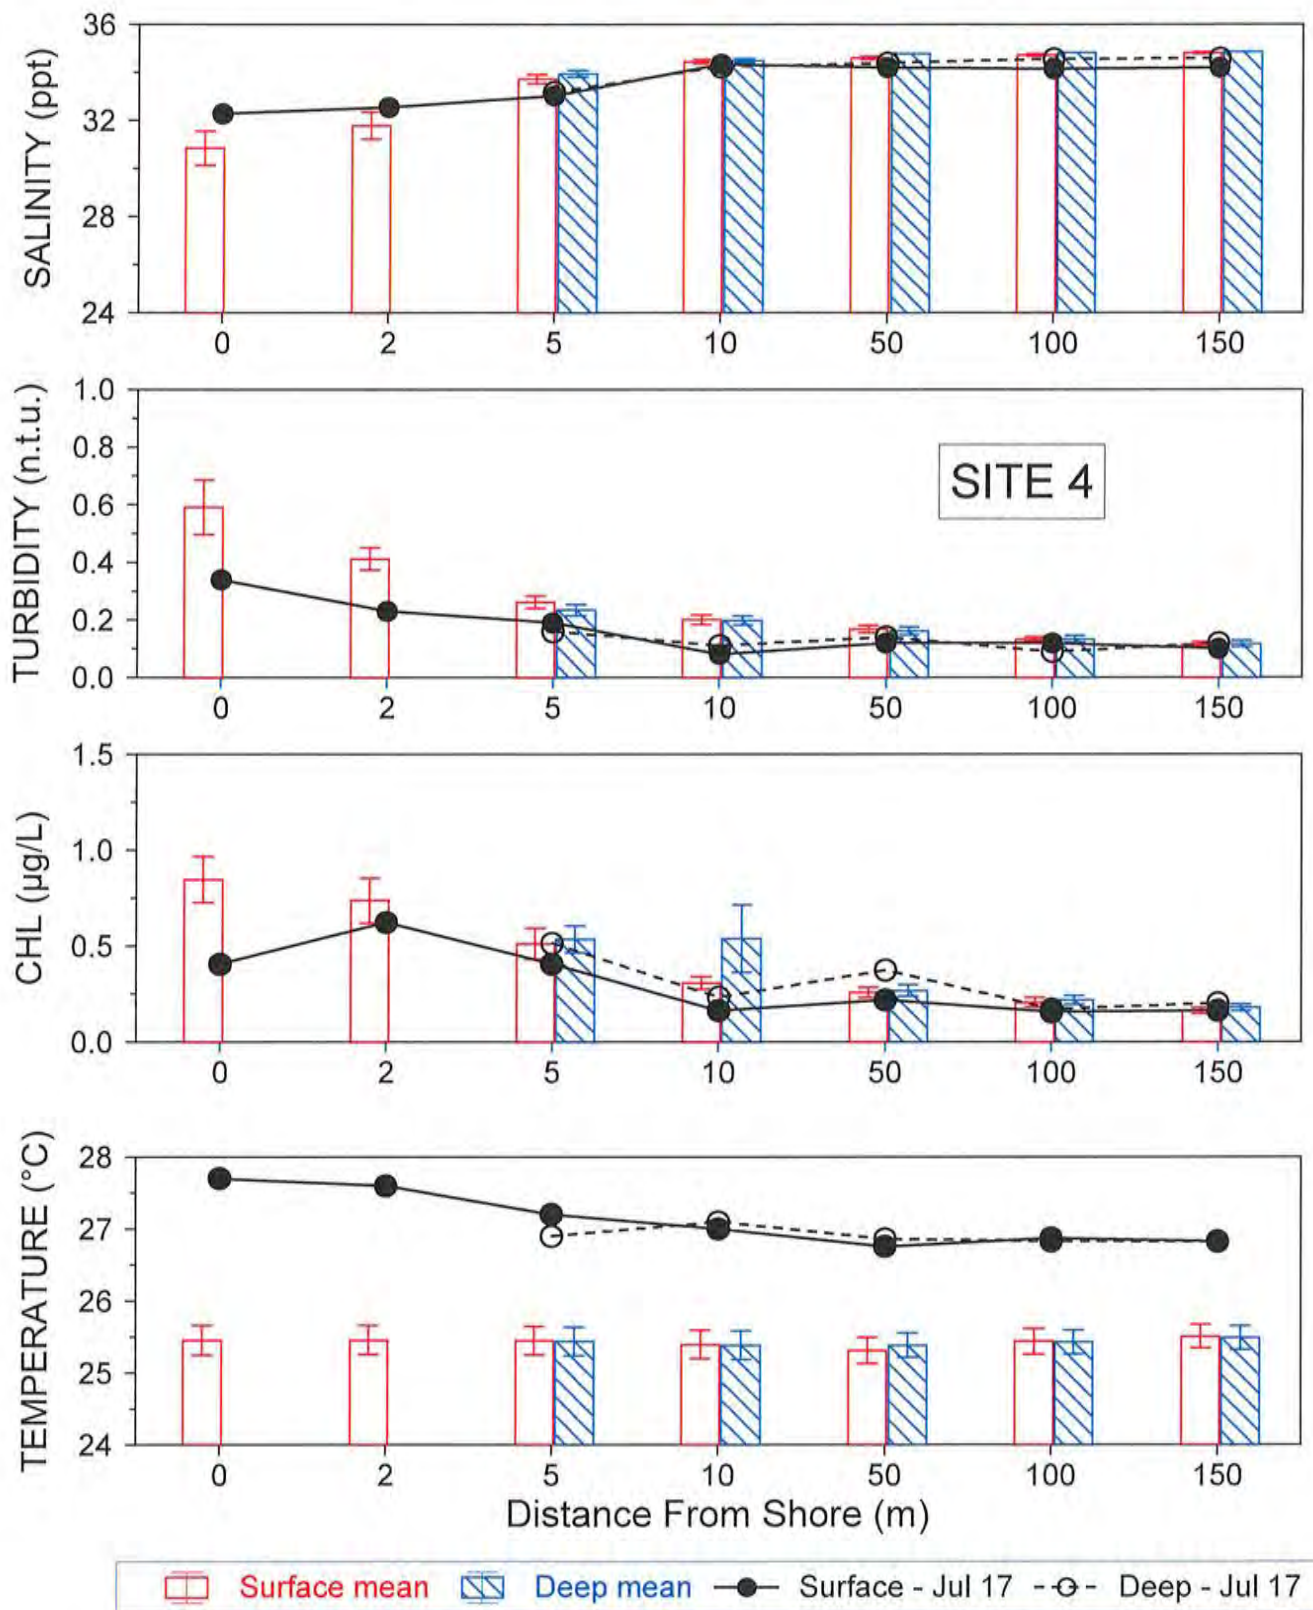 SALINITY (ppt)
36
32
28
24
0 2 5 10 50 100 150
TURBIDITY (n.t.u.)
1.0
0.8
0.6
0.4
0.2
0.0
SITE 4
0 2 5 10 50 100 150
CHL (µg/L)
1.5
1.0
0.5
0.0
0 2 5 10 50 100 150
TEMPERATURE (°C)
28
27
26
25
24
0 2 5 10 50 100 150
Distance From Shore (m)
Surface mean Deep mean Surface - Jul 17 Deep - Jul 17